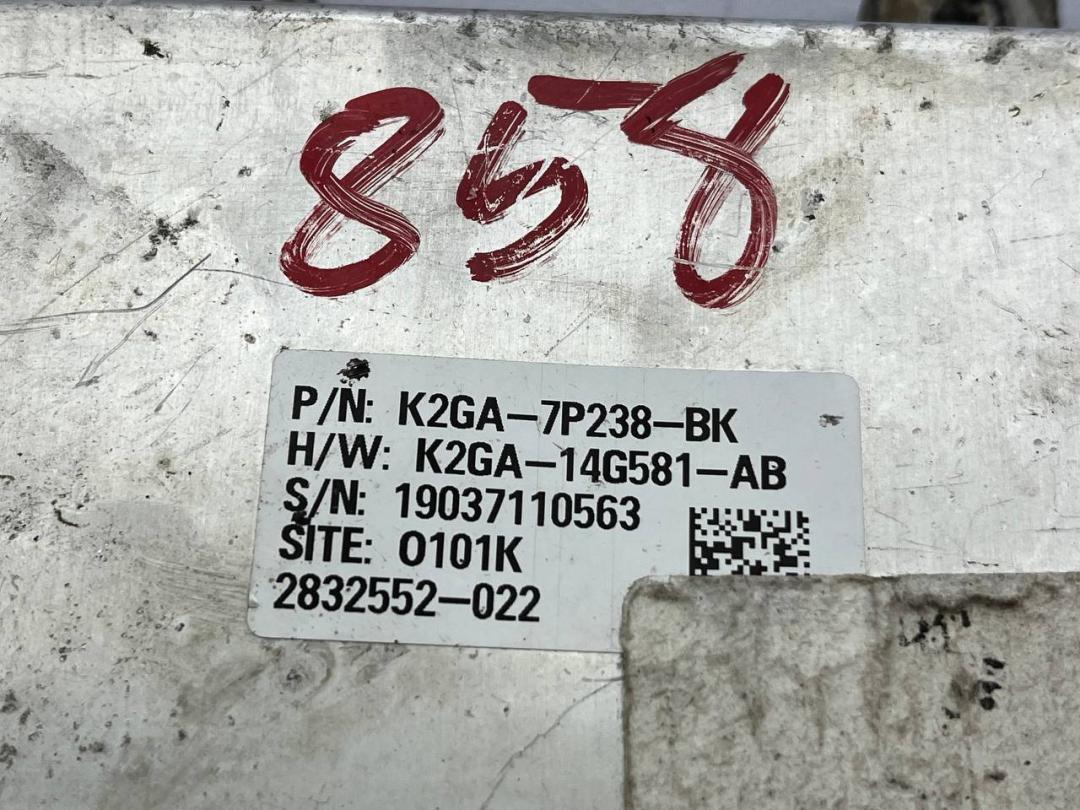 858
P/N: K2GA-7P238-BK
H/W: K2GA-14G581-AB
S/N: 19037110563
SITE: 0101K
2832552-022